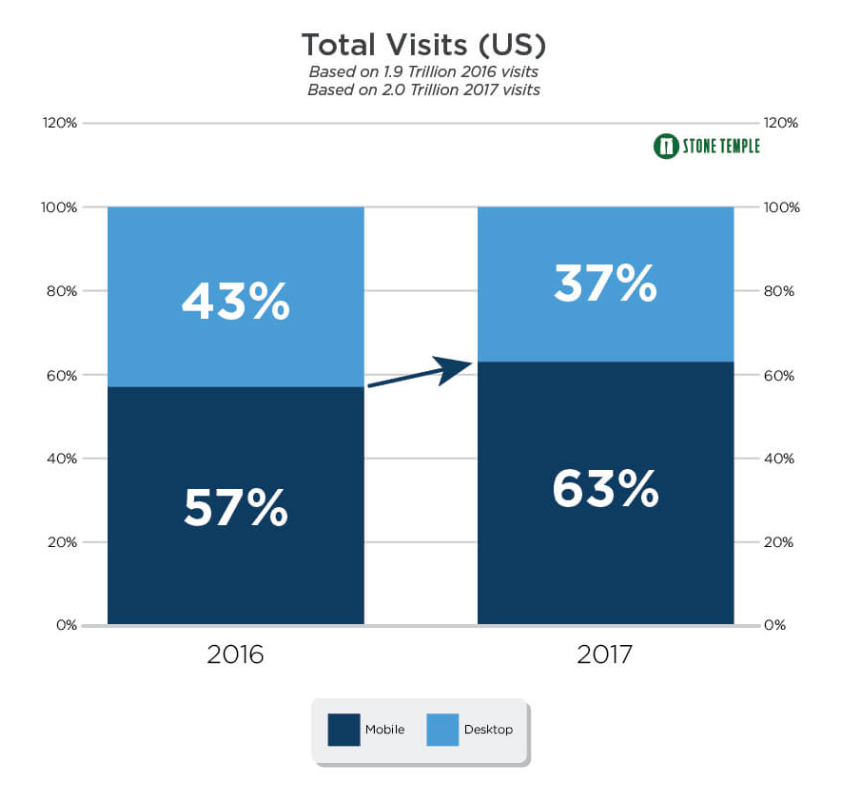 Total Visits (US)
Based on 1.9 Trillion 2016 visits
Based on 2.0 Trillion 2017 visits
120% 120%
STONE TEMPLE
100% 100%
43% 37%
80% 80%
60% 60%
40% 40%
57% 63%
20% 20%
0% 0%
2016 2017
Mobile Desktop